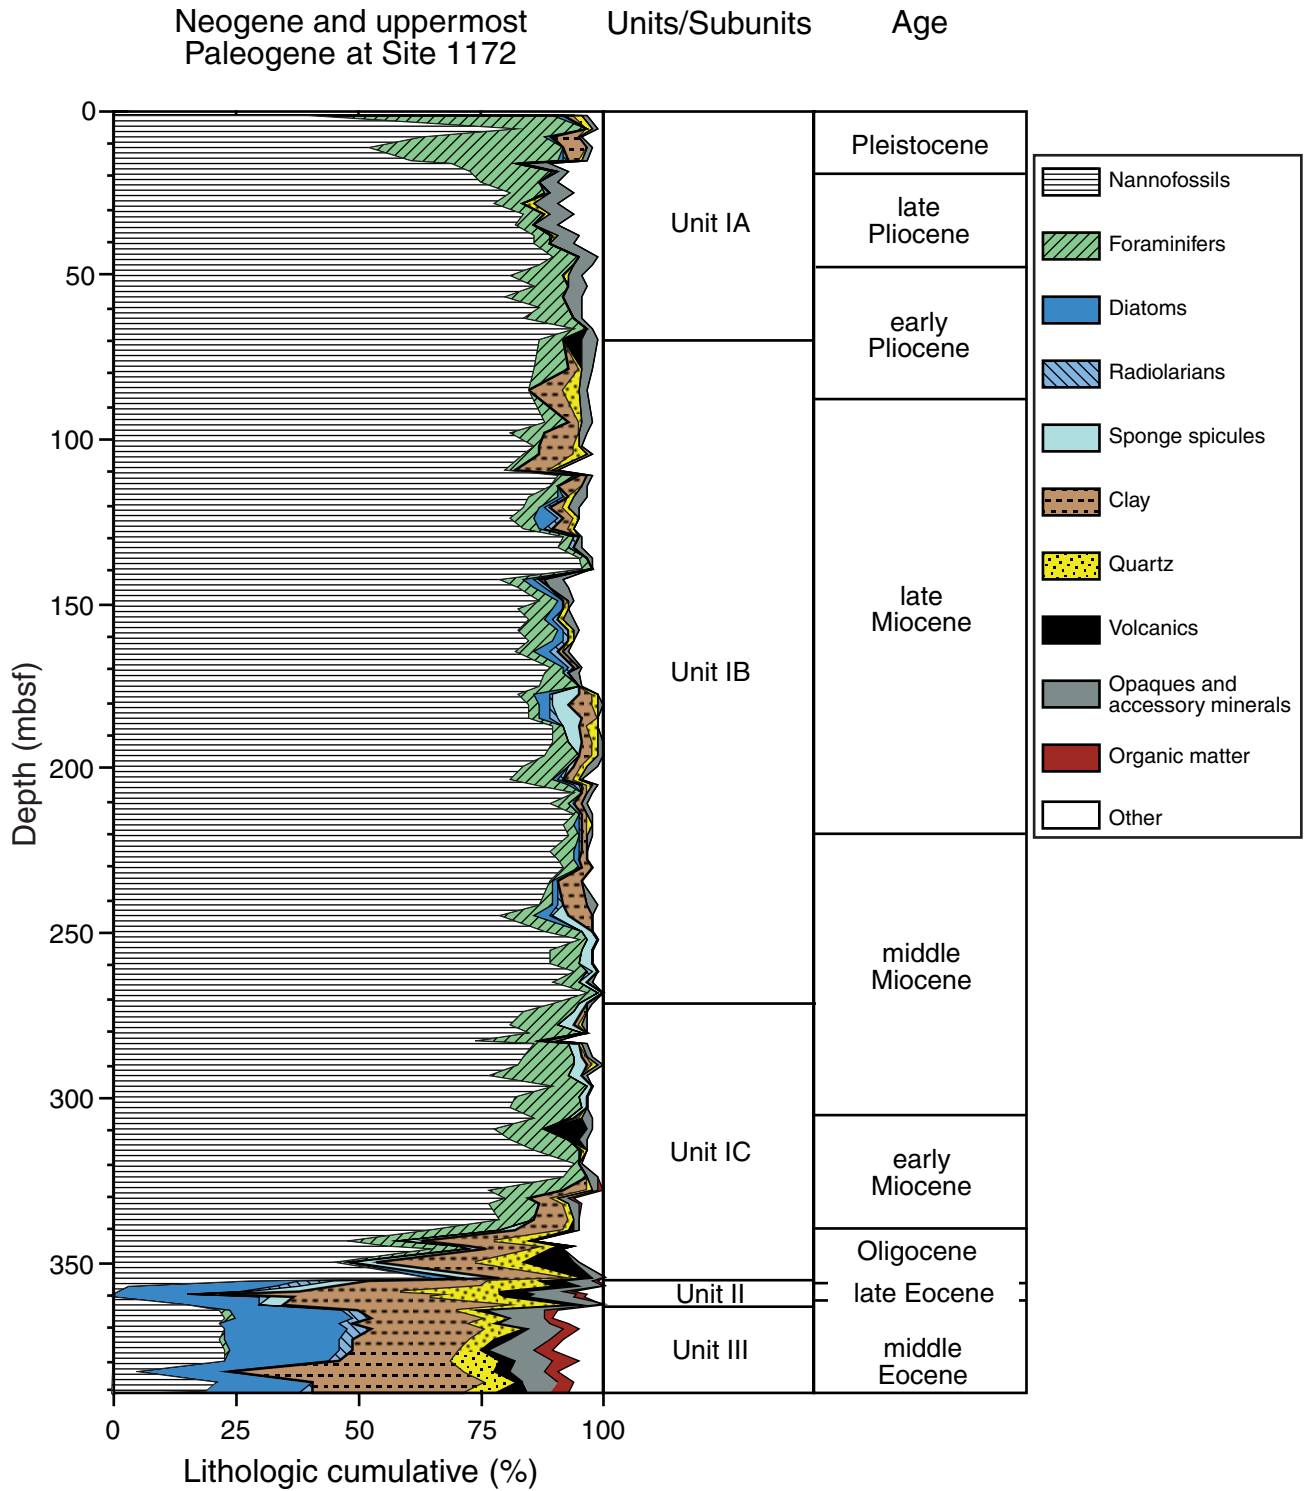 Neogene and uppermost
Paleogene at Site 1172
Units/Subunits
Age
0
50
100
150
200
250
300
350
Depth (mbsf)
0
25
50
75
100
Lithologic cumulative (%)
Unit IA
Unit IB
Unit IC
Unit II
Unit III
Pleistocene
late
Pliocene
early
Pliocene
late
Miocene
middle
Miocene
early
Miocene
Oligocene
late Eocene
middle
Eocene
Nannofossils
Foraminifers
Diatoms
Radiolarians
Sponge spicules
Clay
Quartz
Volcanics
Opaques and
accessory minerals
Organic matter
Other